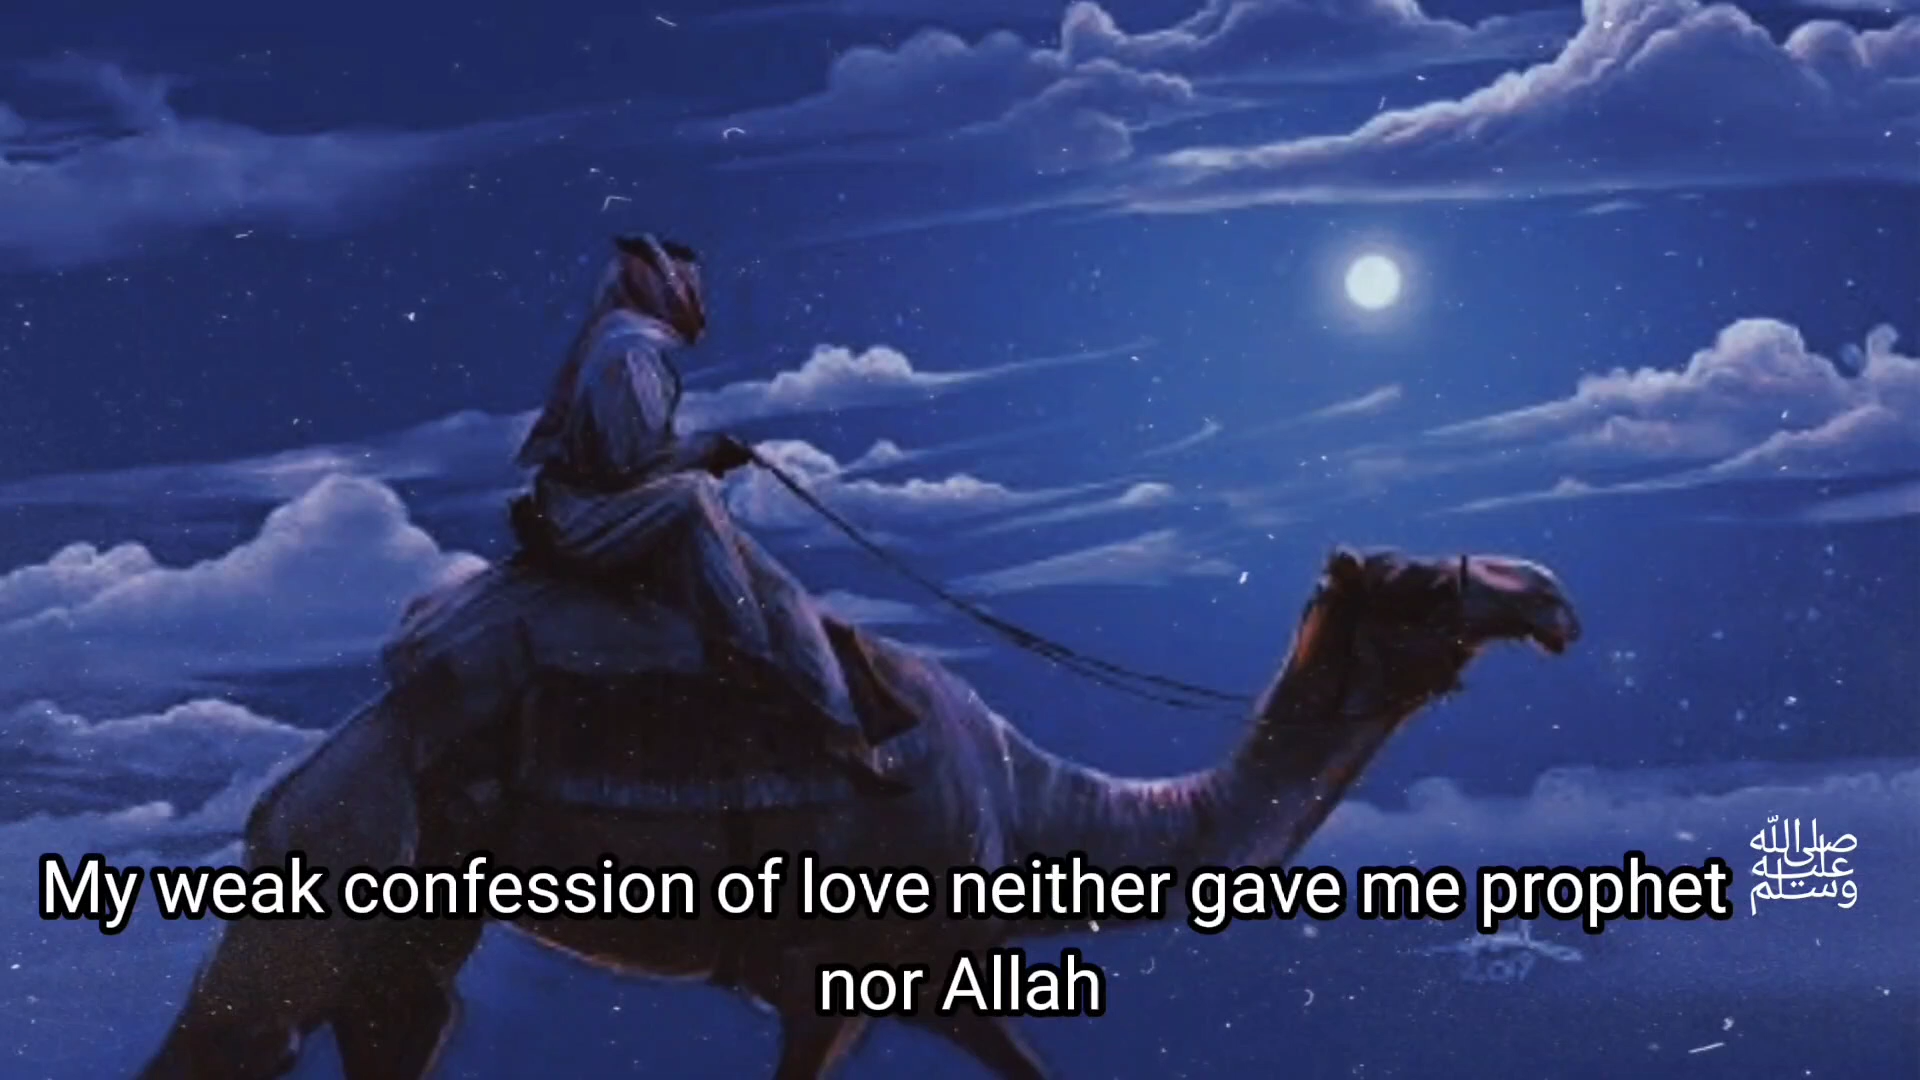 My weak confession of love neither gave me prophet ﷺ
nor Allah